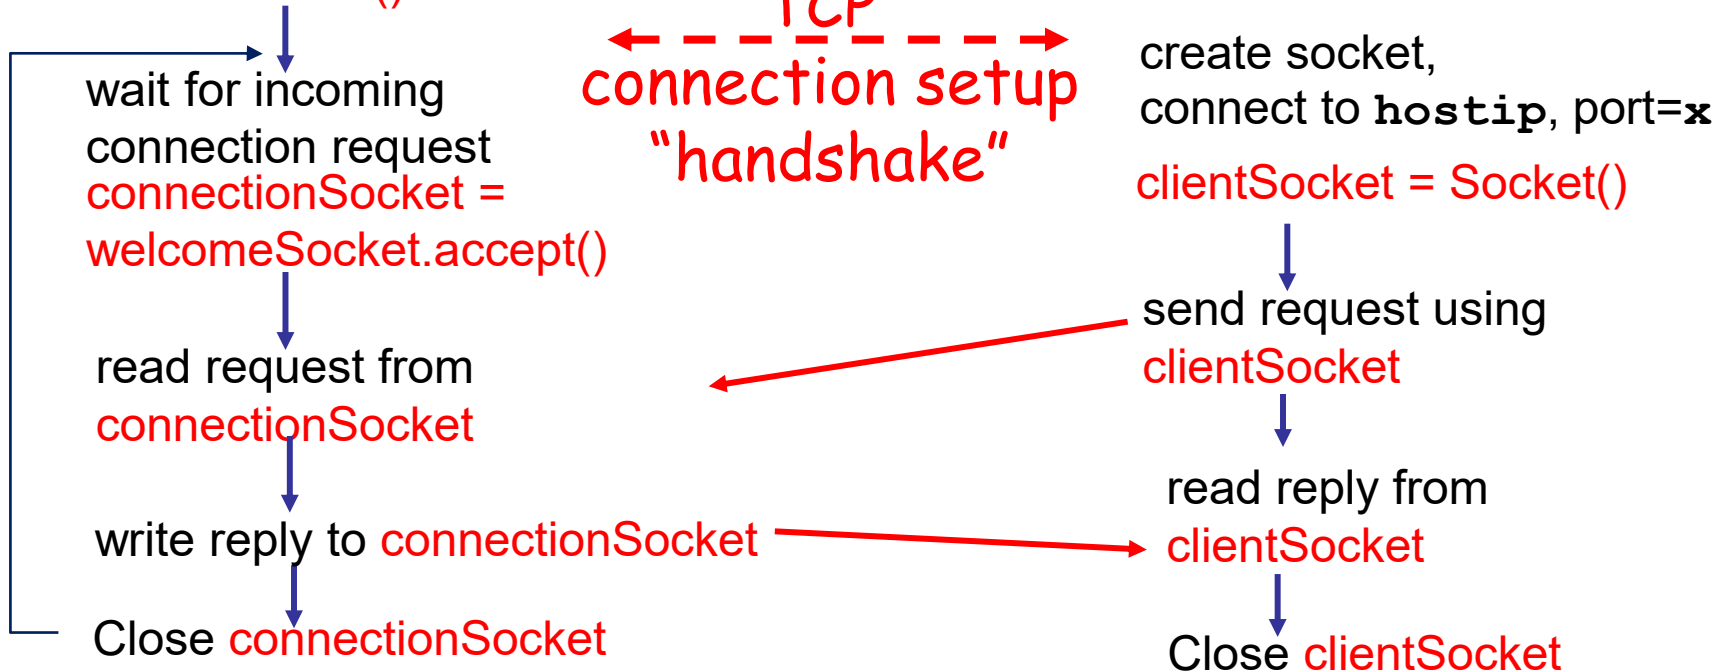 ()
wait for incoming
connection request
connectionSocket =
welcomeSocket.accept()
read request from
connectionSocket
write reply to connectionSocket
Close connectionSocket
TCP
connection setup
“handshake”
create socket,
connect to hostip, port=x
clientSocket = Socket()
send request using
clientSocket
read reply from
clientSocket
Close clientSocket